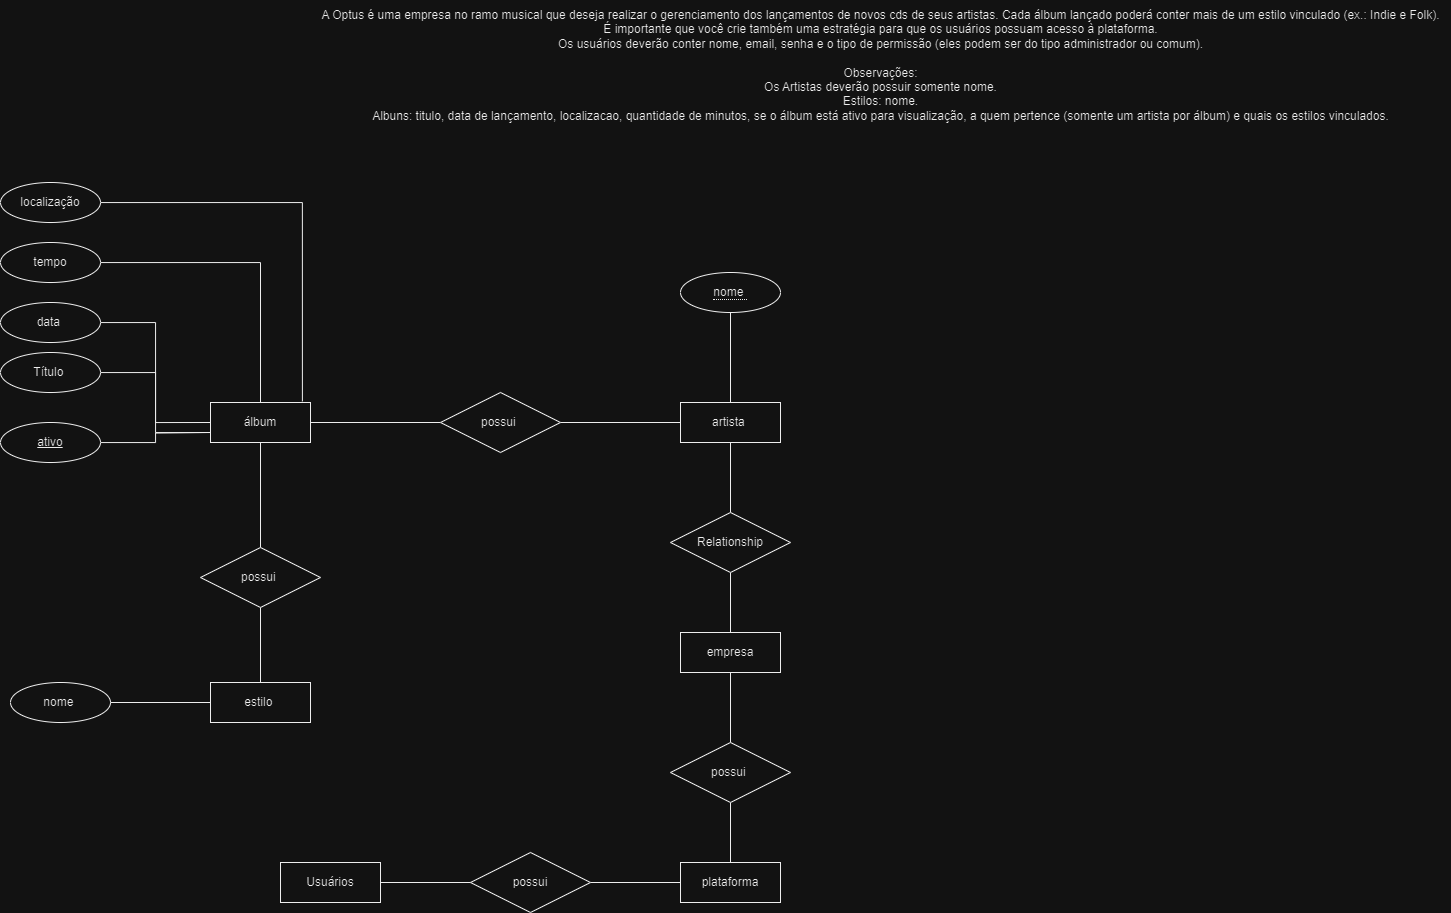 A Optus é uma empresa no ramo musical que deseja realizar o gerenciamento dos lançamentos de novos cds de seus artistas. Cada álbum lançado poderá conter mais de um estilo vinculado (ex.: Indie e Folk).
É importante que você crie também uma estratégia para que os usuários possuam acesso à plataforma.
Os usuários deverão conter nome, email, senha e o tipo de permissão (eles podem ser do tipo administrador ou comum).
Observações:
Os Artistas deverão possuir somente nome.
Estilos: nome.
Albuns: titulo, data de lançamento, localizacao, quantidade de minutos, se o álbum está ativo para visualização, a quem pertence (somente um artista por álbum) e quais os estilos vinculados.
localização
tempo
nome
data
Título
álbum
possui
artista
ativo
Relationship
possui
empresa
nome
estilo
possui
Usuários
possui
plataforma